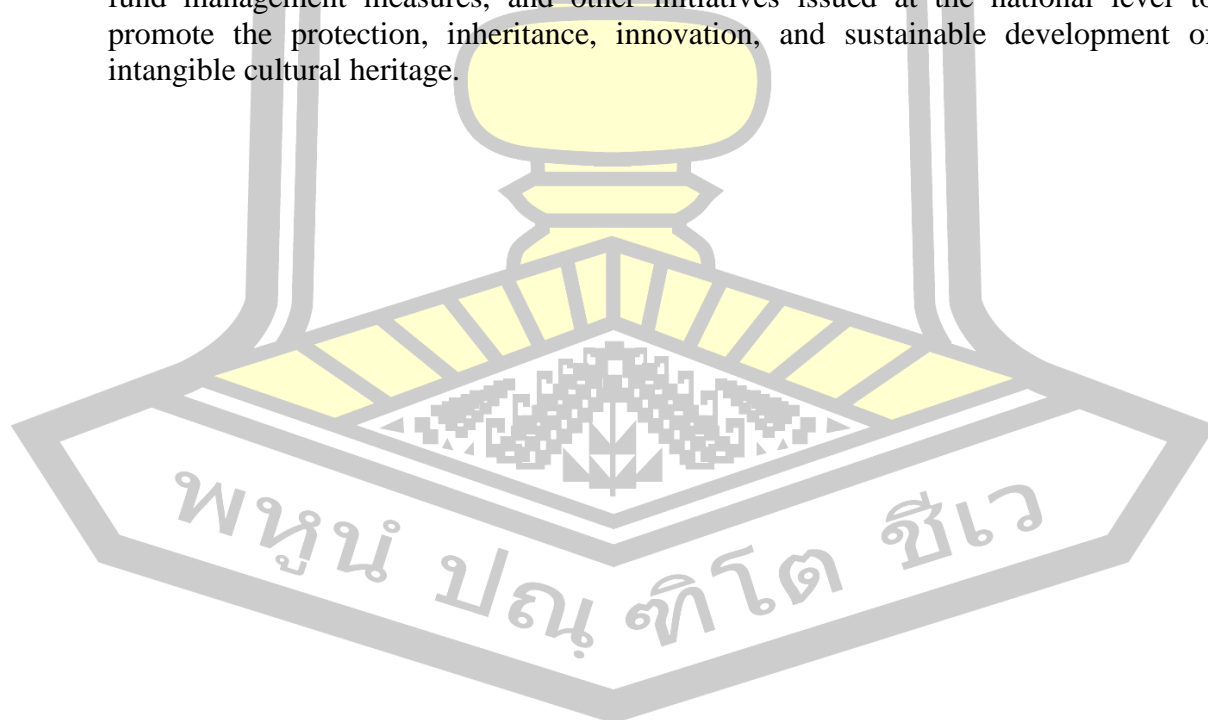 fund management measures, and other initiatives issued at the national level to
promote the protection, inheritance, innovation, and sustainable development of
intangible cultural heritage.
พหูนํ ปณฺฑิโต ชีเว